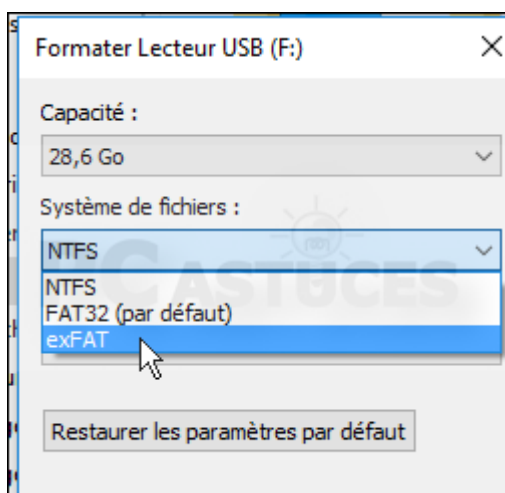 Formater Lecteur USB (F:)
Capacité :
28,6 Go
Système de fichiers :
NTFS
NTFS
FAT32 (par défaut)
exFAT
Restaurer les paramètres par défaut